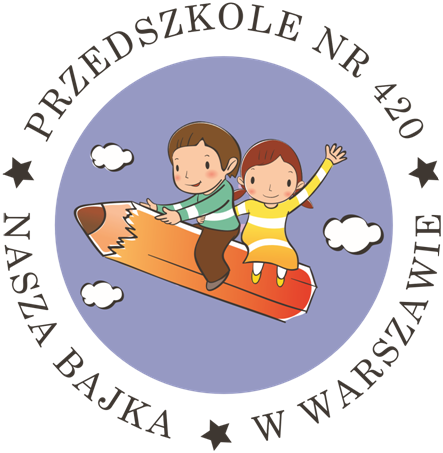 PRZEDSZKOLE NR 420
NASZA BAJKA
W WARSZAWIE